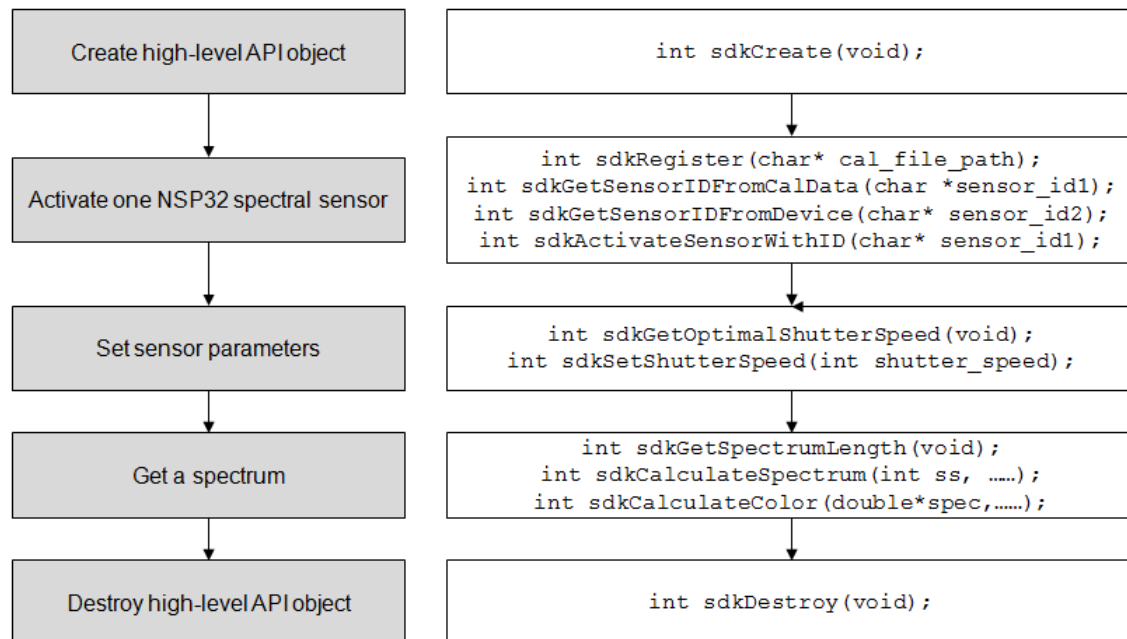 Create high-level API object
int sdkCreate(void);
Activate one NSP32 spectral sensor
int sdkRegister(char* cal_file_path);
int sdkGetSensorIDFromCalData(char *sensor_id1);
int sdkGetSensorIDFromDevice(char* sensor_id2);
int sdkActivateSensorWithID(char* sensor_id1);
Set sensor parameters
int sdkGetOptimalShutterSpeed(void);
int sdkSetShutterSpeed(int shutter_speed);
Get a spectrum
int sdkGetSpectrumLength(void);
int sdkCalculateSpectrum(int ss, ……);
int sdkCalculateColor(double*spec,……);
Destroy high-level API object
int sdkDestroy(void);